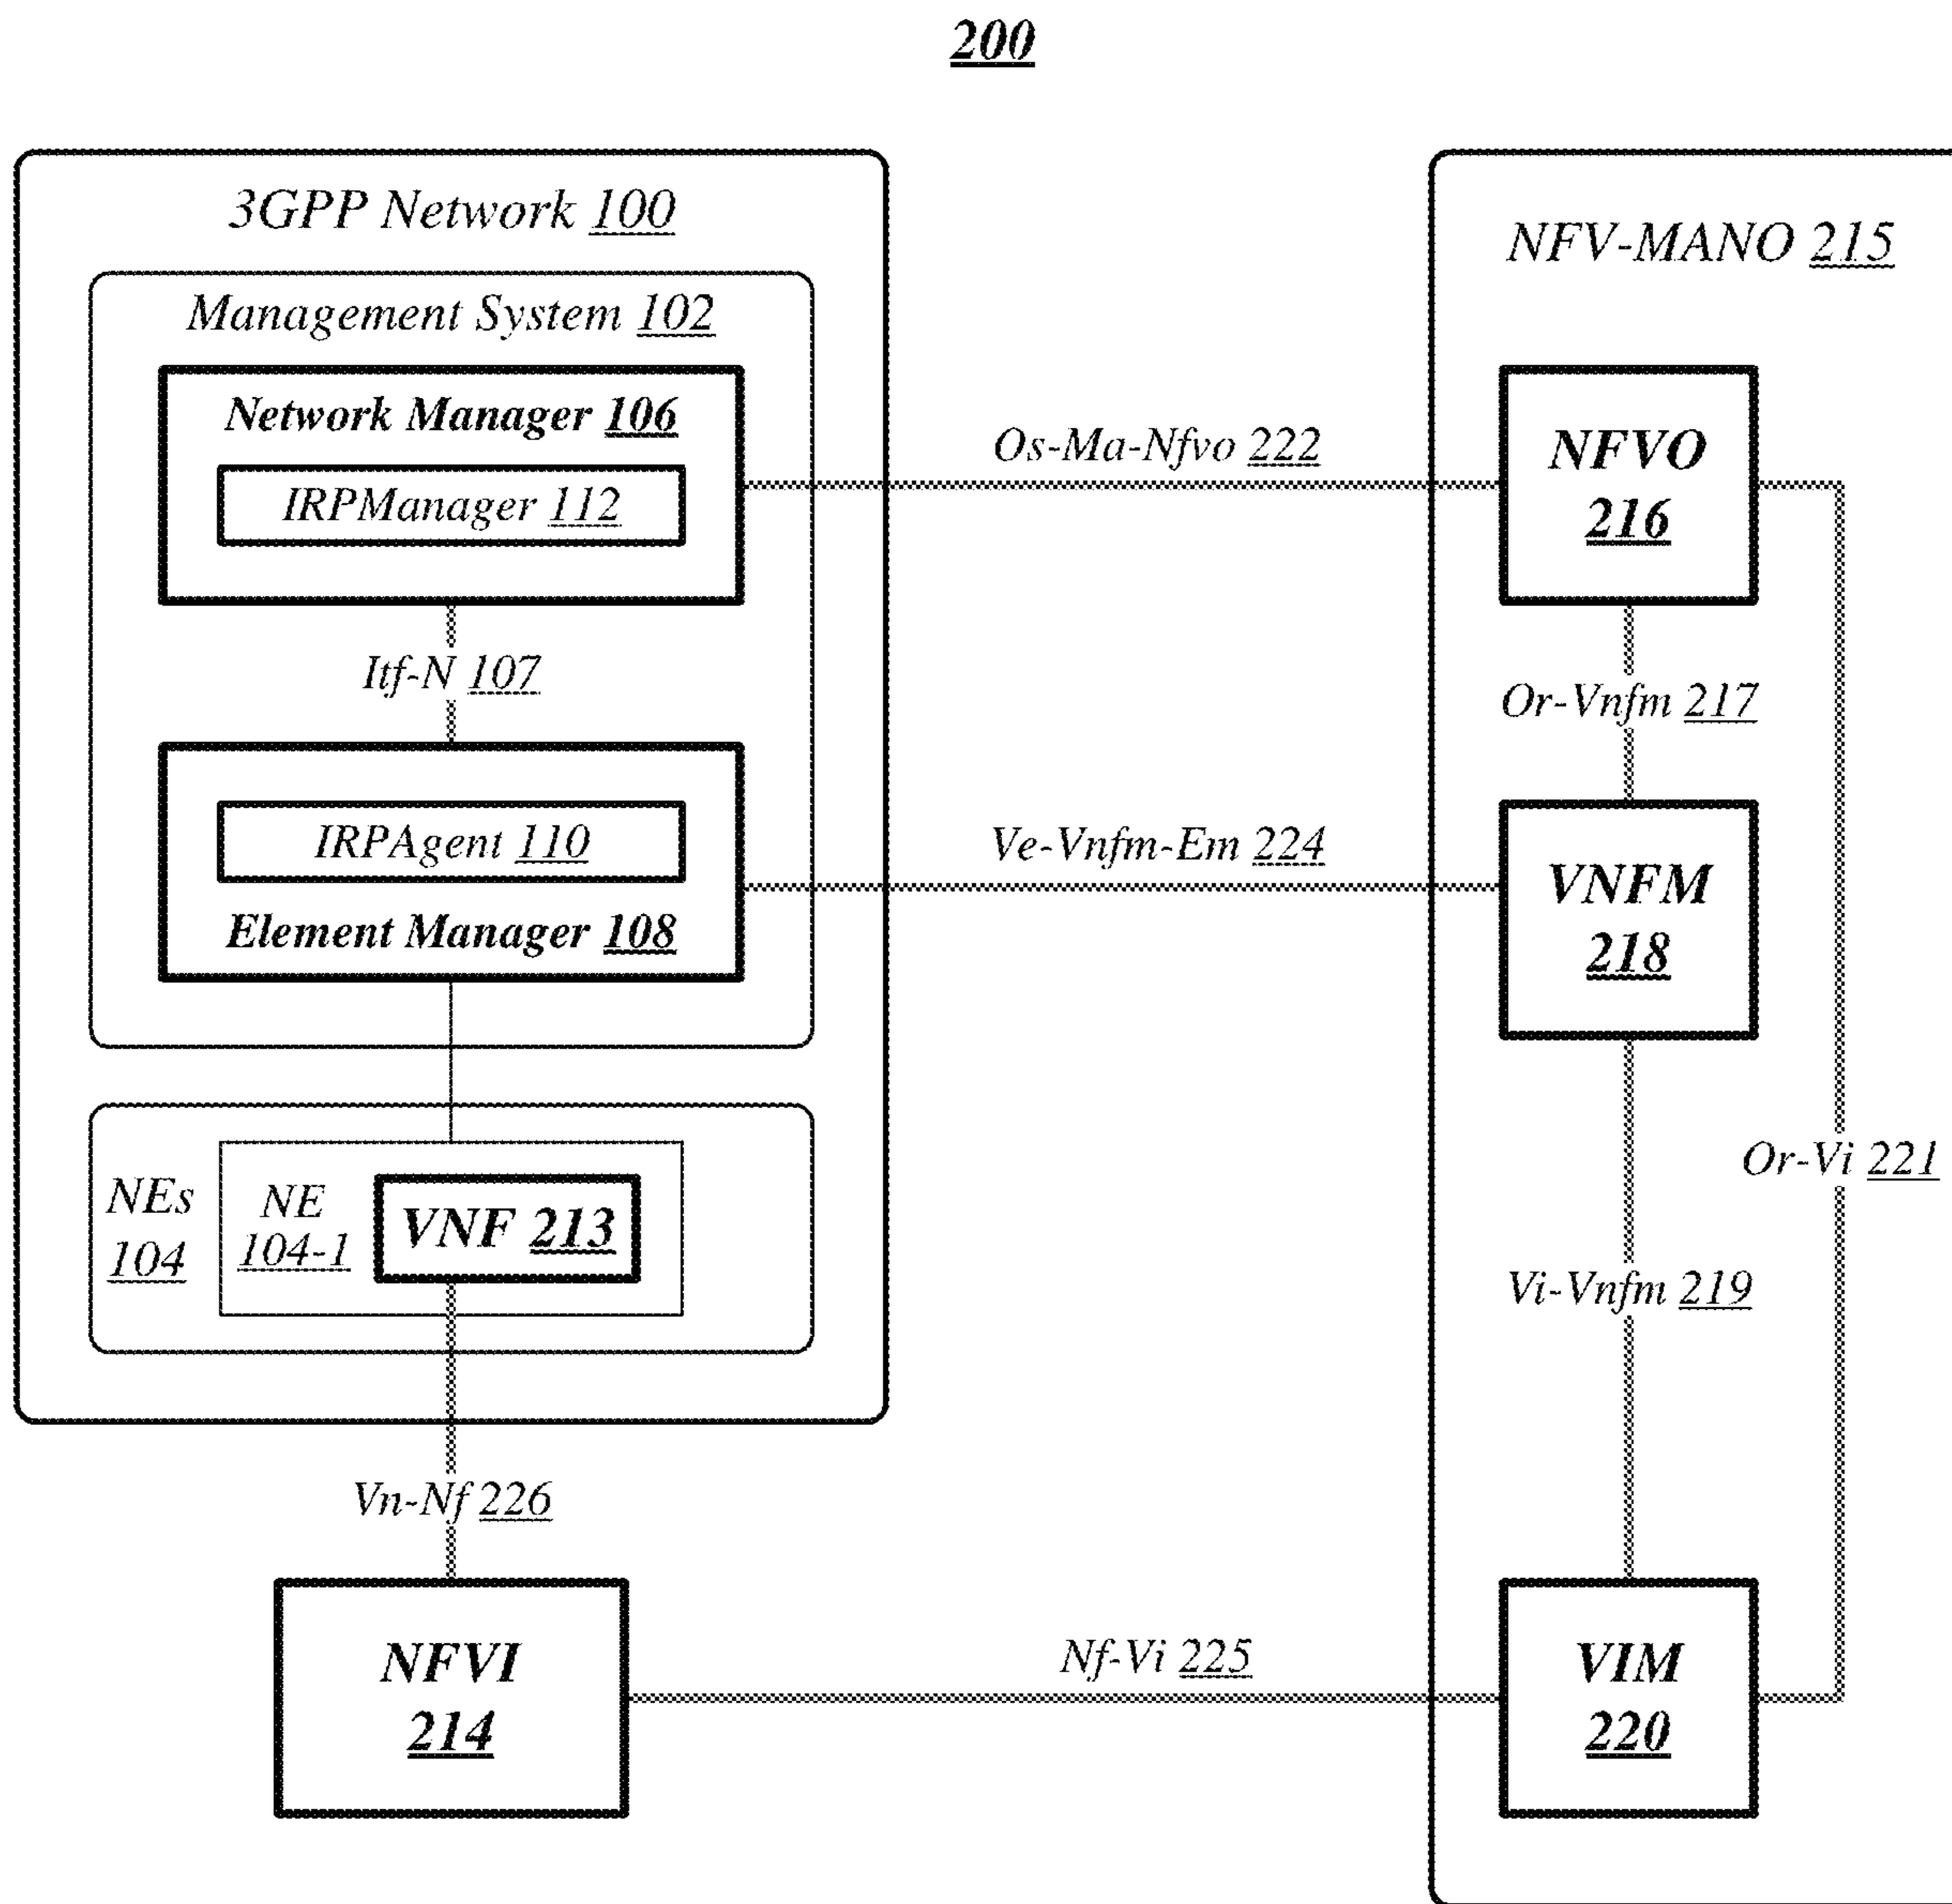 200
3GPP Network 100
NFV-MANO 215
Management System 102
Network Manager 106
IRPManager 112
Os-Ma-Nfvo 222
NFVO
216
Itf-N 107
Or-Vnfm 217
IRPAgent 110
Element Manager 108
Ve-Vnfm-Em 224
VNFM
218
NEs
104
NE
104-1
VNF 213
Or-Vi 221
Vi-Vnfm 219
Vn-Nf 226
NFVI
214
Nf-Vi 225
VIM
220